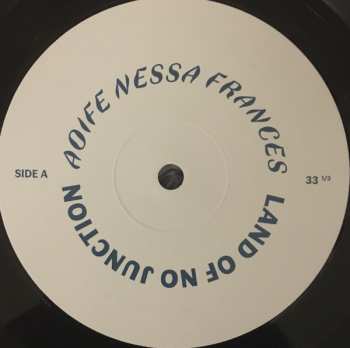 AOIFE NESSA FRANCES
LAND OF NO JUNCTION
SIDE A
33 1/3